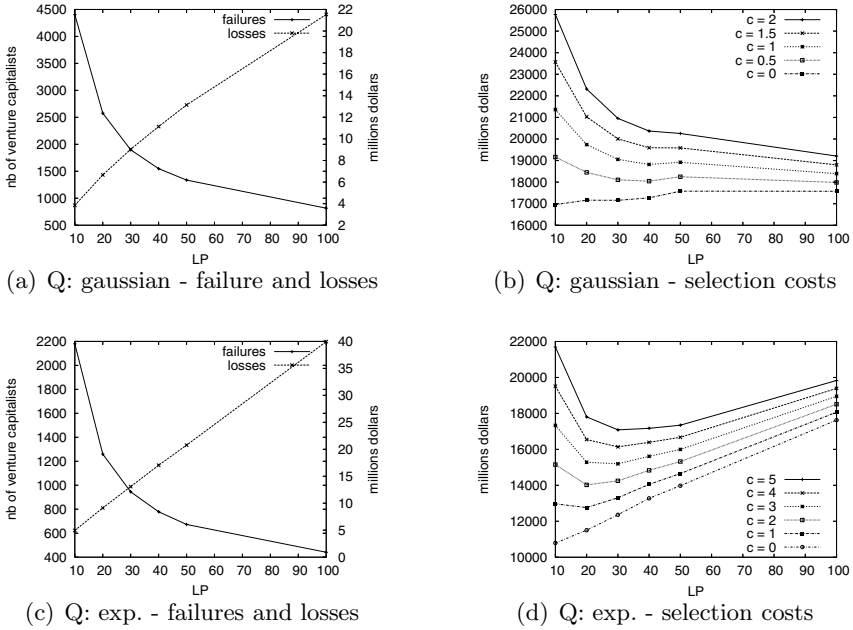 4500
4000
3500
3000
2500
2000
1500
1000
500
22
20
18
16
14
12
10
8
6
4
2
failures
losses
nb of venture capitalists
millions dollars
10 20 30 40 50 60 70 80 90 100
LP
(a) Q: gaussian - failure and losses
26000
25000
24000
23000
22000
21000
20000
19000
18000
17000
16000
c = 2
c = 1.5
c = 1
c = 0.5
c = 0
millions dollars
10 20 30 40 50 60 70 80 90 100
LP
(b) Q: gaussian - selection costs
2200
2000
1800
1600
1400
1200
1000
800
600
400
40
35
30
25
20
15
10
5
0
failures
losses
nb of venture capitalists
millions dollars
10 20 30 40 50 60 70 80 90 100
LP
(c) Q: exp. - failures and losses
22000
20000
18000
16000
14000
12000
10000
c = 5
c = 4
c = 3
c = 2
c = 1
c = 0
millions dollars
10 20 30 40 50 60 70 80 90 100
LP
(d) Q: exp. - selection costs